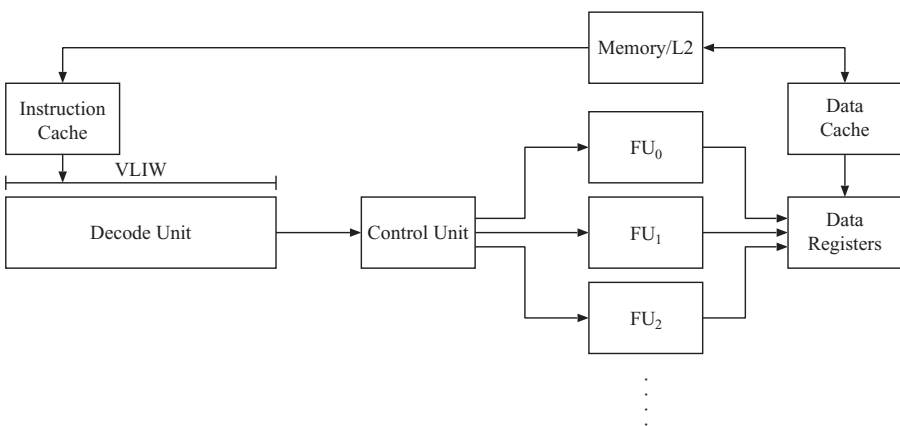 Memory/L2
Instruction
Cache
Data
Cache
FU₀
VLIW
Decode Unit
Control Unit
FU₁
Data
Registers
FU₂